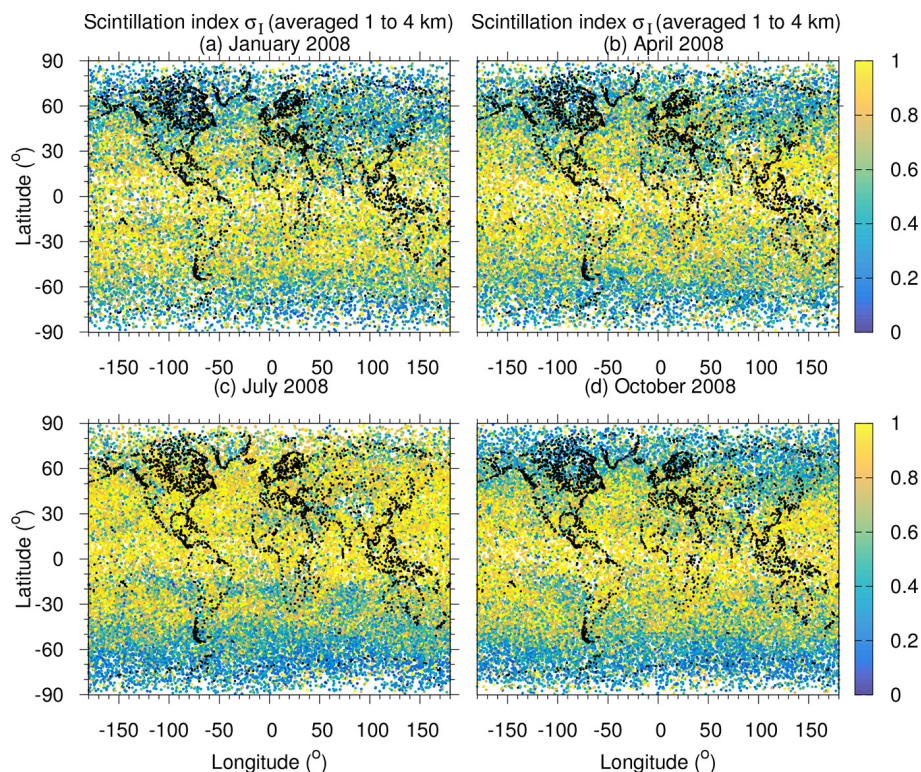 Scintillation index σI (averaged 1 to 4 km) Scintillation index σI (averaged 1 to 4 km)
(a) January 2008 (b) April 2008
90
60
30
0
-30
-60
-90
Latitude (o)
-150 -100 -50 0 50 100 150
-150 -100 -50 0 50 100 150
1
0.8
0.6
0.4
0.2
0
(c) July 2008 (d) October 2008
90
60
30
0
-30
-60
-90
Latitude (o)
-150 -100 -50 0 50 100 150
-150 -100 -50 0 50 100 150
1
0.8
0.6
0.4
0.2
0
Longitude (o) Longitude (o)